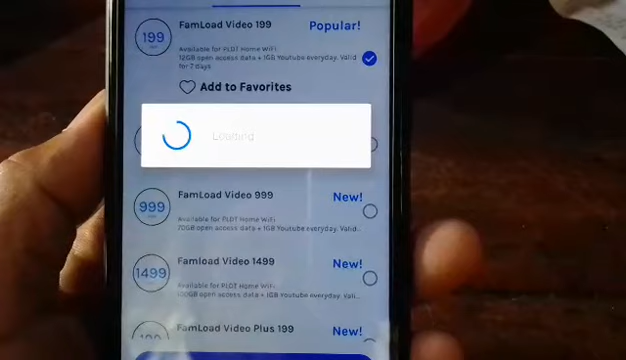 FamLoad Video 199
Popular!
199
Available for PLDT Home WiFi
12GB open access data + 1GB Youtube everyday. Valid
for 7 days
Add to Favorites
Loading
FamLoad Video 999
New!
999
Available for PLDT Home WiFi
70GB open access data + 1GB Youtube everyday. Valid...
Famload Video 1499
New!
1499
Available for PLDT Home WiFi
open access data + 1GB Youtube everyday. Vali...
FamLoad Video Plus 199
New!
199